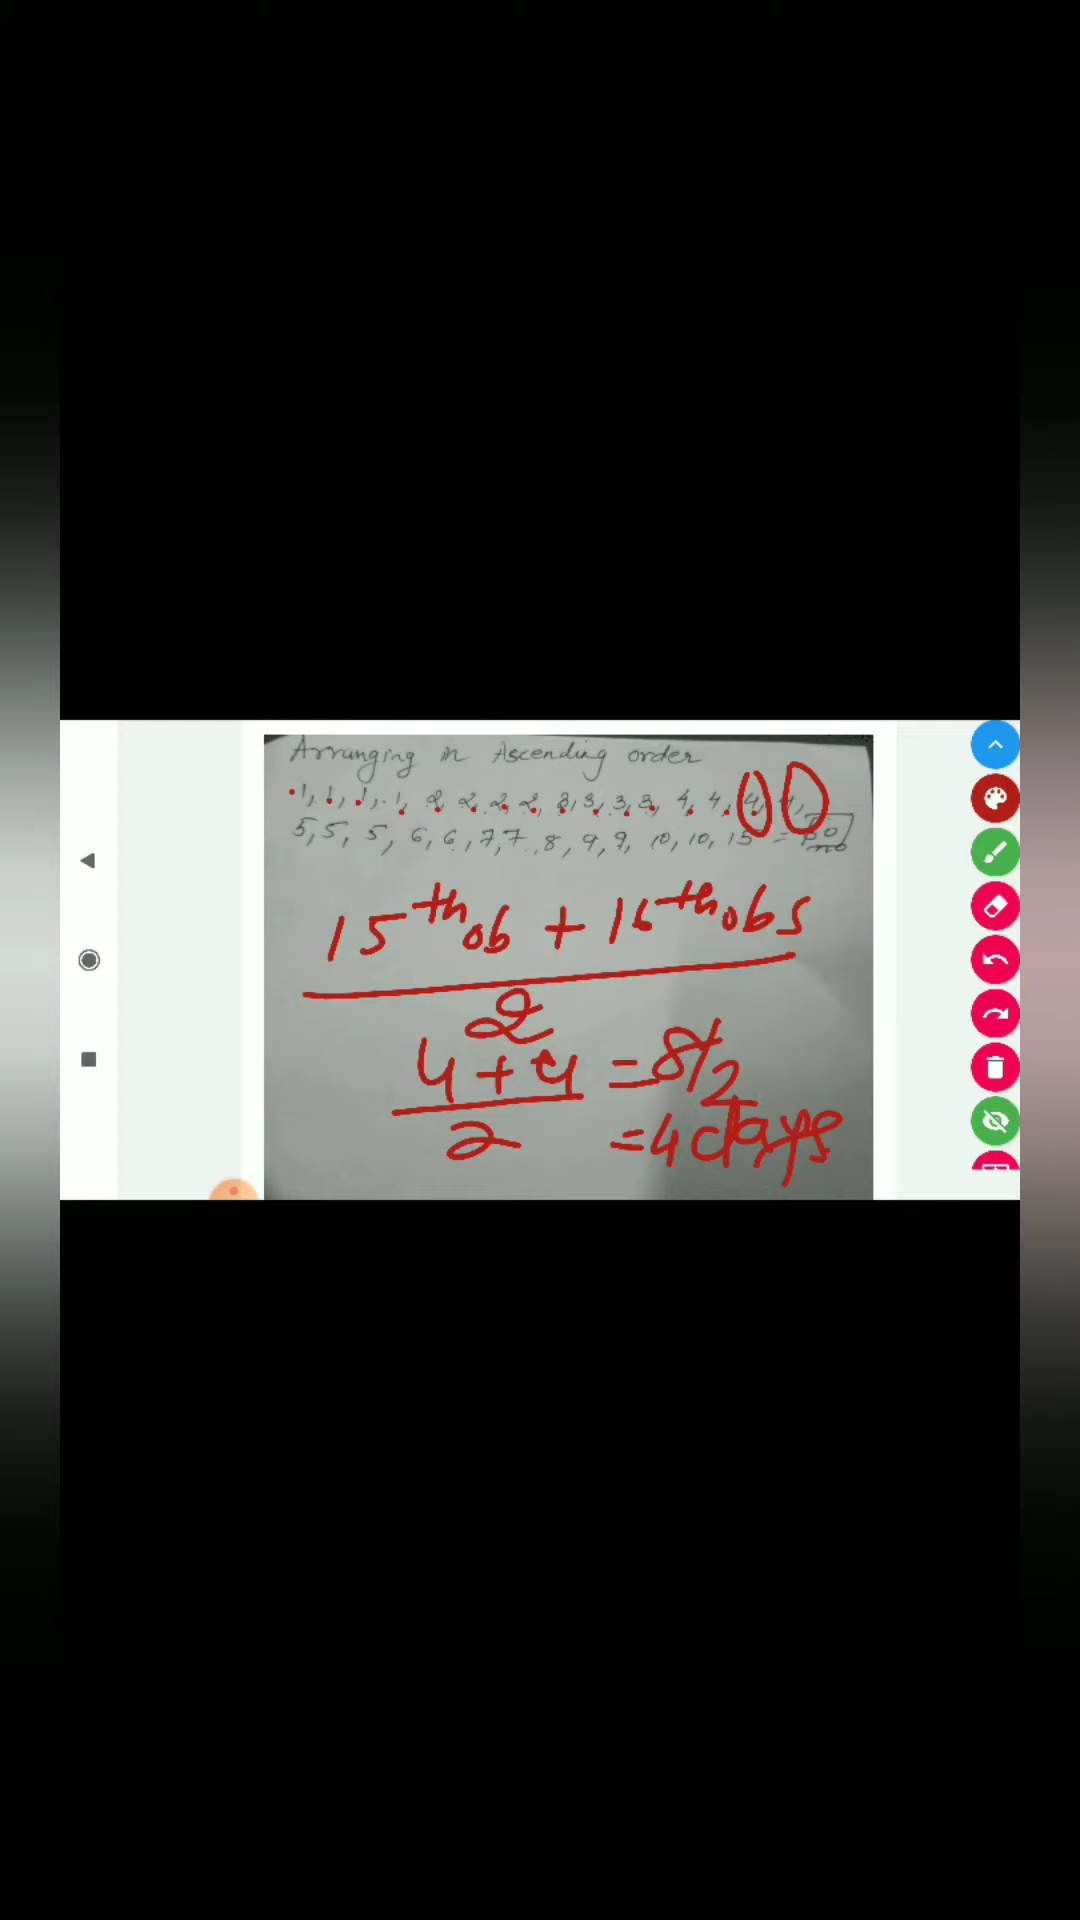 Arranging in Ascending order
1, 1, 1, 1, 2, 2, 2, 2, 3, 3, 3, 3, 4, 4, 4, 4,
5, 5, 5, 6, 6, 7, 7, 8, 9, 9, 10, 10, 15 = 30
15th ob + 16th obs
2
4 + 4 = 8/2
2 = 4 days